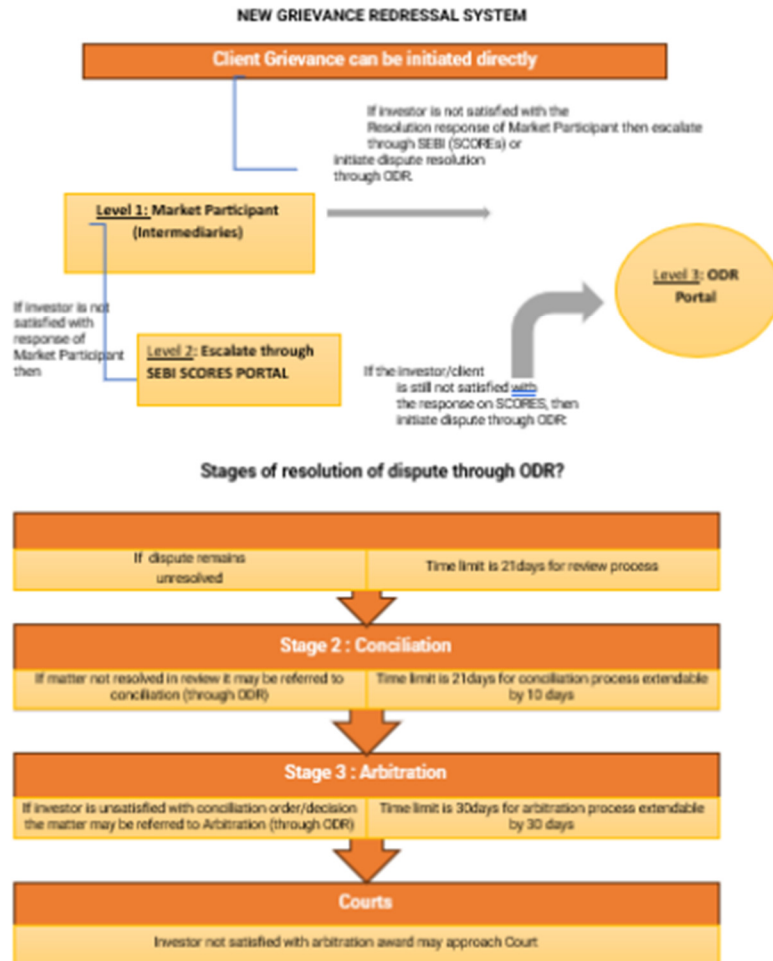 NEW GRIEVANCE REDRESSAL SYSTEM
Client Grievance can be initiated directly
If investor is not satisfied with the
Resolution response of Market Participant then escalate
through SEBI (SCOREs) or
initiate dispute resolution
through ODR.
Level 1: Market Participant
(Intermediaries)
Level 3: ODR
Portal
If investor is not
satisfied with
response of
Market Participant
then
Level 2: Escalate through
SEBI SCORES PORTAL
If the investor/client
is still not satisfied with
the response on SCORES, then
initiate dispute through ODR.
Stages of resolution of dispute through ODR?
If dispute remains
unresolved
Time limit is 21days for review process
Stage 2 : Conciliation
If matter not resolved in review it may be referred to
conciliation (through ODR)
Time limit is 21days for conciliation process extendable
by 10 days
Stage 3 : Arbitration
If investor is unsatisfied with conciliation order/decision
the matter may be referred to Arbitration (through ODR)
Time limit is 30days for arbitration process extendable
by 30 days
Courts
Investor not satisfied with arbitration award may approach Court